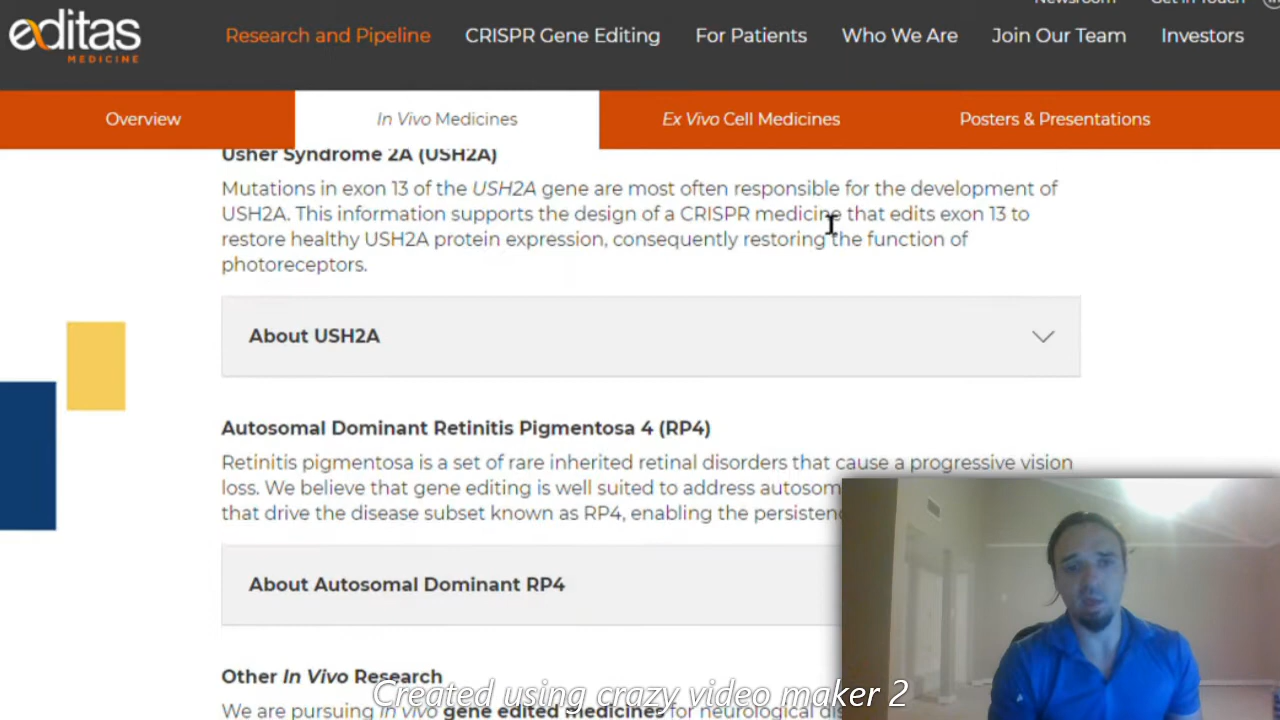 Newsroom Get in Touch
editas
MEDICINE
Research and Pipeline CRISPR Gene Editing For Patients Who We Are Join Our Team Investors
Overview In Vivo Medicines Ex Vivo Cell Medicines Posters & Presentations
Usher Syndrome 2A (USH2A)
Mutations in exon 13 of the USH2A gene are most often responsible for the development of
USH2A. This information supports the design of a CRISPR medicine that edits exon 13 to
restore healthy USH2A protein expression, consequently restoring the function of
photoreceptors.
About USH2A
Autosomal Dominant Retinitis Pigmentosa 4 (RP4)
Retinitis pigmentosa is a set of rare inherited retinal disorders that cause a progressive vision
loss. We believe that gene editing is well suited to address autosom
that drive the disease subset known as RP4, enabling the persisten
About Autosomal Dominant RP4
Other In Vivo Research
Created using crazy video maker 2
We are pursuing in vivo gene edited medicines for neurological dis